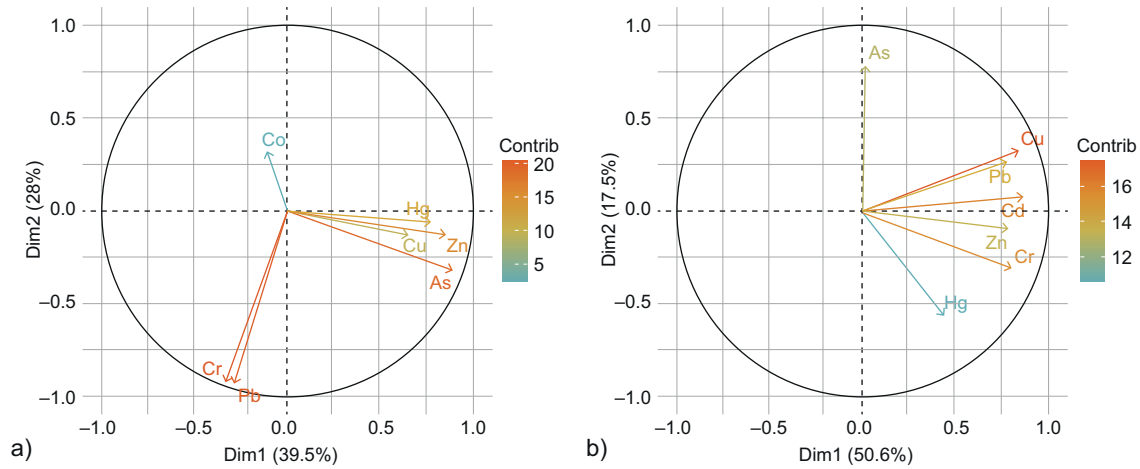 1.0
0.5
0.0
–0.5
–1.0
Dim2 (28%)
Co
Hg
Cu
Zn
As
Cr
Pb
Contrib
20
15
10
5
–1.0
–0.5
0.0
0.5
1.0
Dim1 (39.5%)
a)
1.0
0.5
0.0
–0.5
–1.0
Dim2 (17.5%)
As
Cu
Pb
Cd
Zn
Cr
Hg
Contrib
16
14
12
–1.0
–0.5
0.0
0.5
1.0
Dim1 (50.6%)
b)